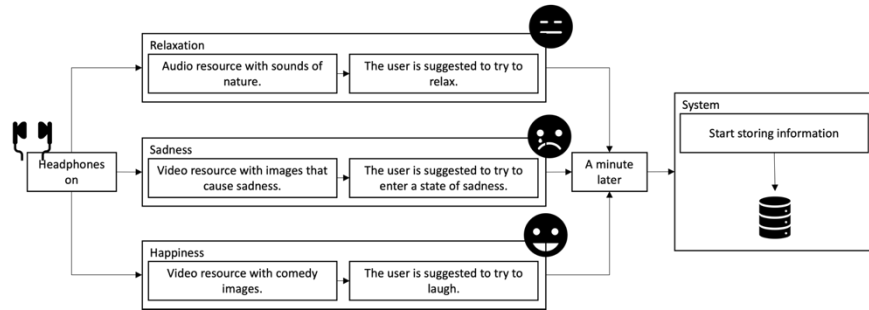 Relaxation
Audio resource with sounds of
nature.
The user is suggested to try to
relax.
Headphones
on
Sadness
Video resource with images that
cause sadness.
The user is suggested to try to
enter a state of sadness.
A minute
later
System
Start storing information
Happiness
Video resource with comedy
images.
The user is suggested to try to
laugh.